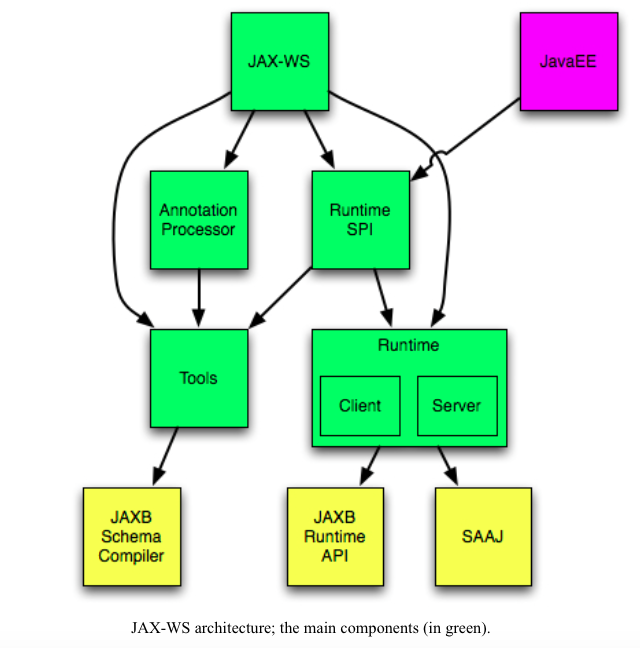 JAX-WS
JavaEE
Annotation
Processor
Runtime
SPI
Tools
Runtime
Client
Server
JAXB
Schema
Compiler
JAXB
Runtime
API
SAAJ
JAX-WS architecture; the main components (in green).